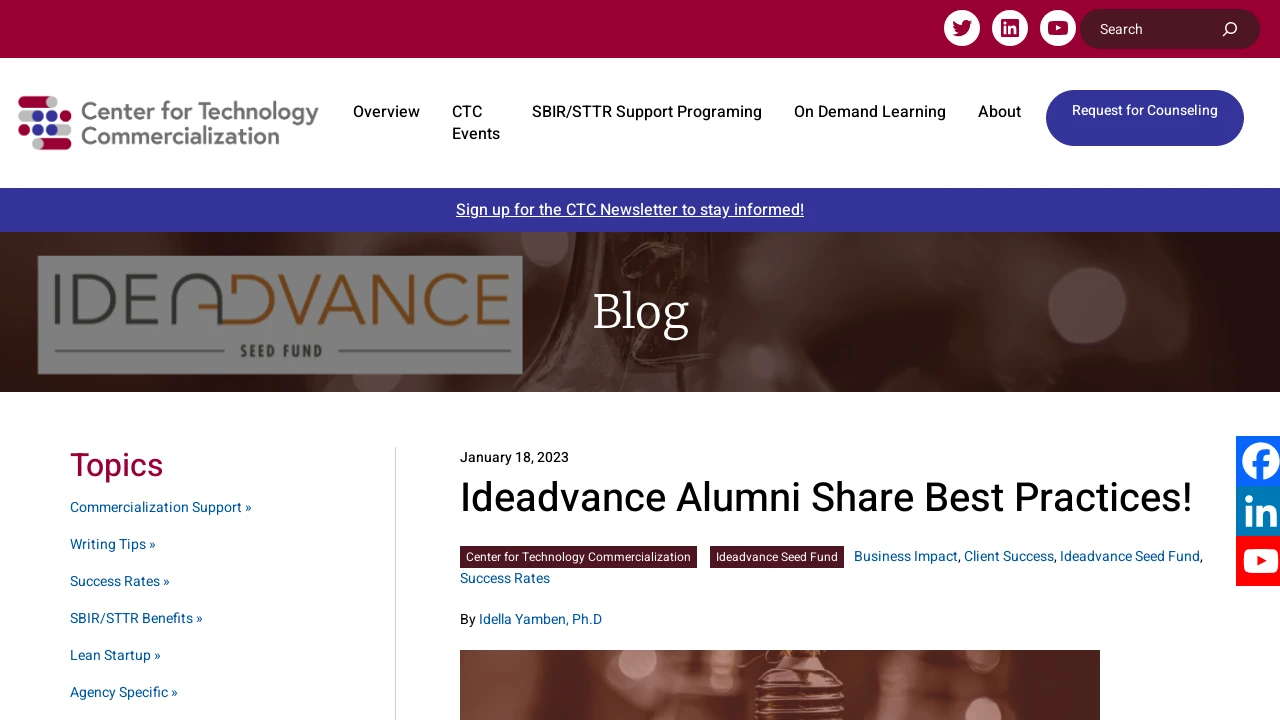 Search
Center for Technology
Commercialization
Overview
CTC
Events
SBIR/STTR Support Programing
On Demand Learning
About
Request for Counseling
Sign up for the CTC Newsletter to stay informed!
IDEADVANCE
SEED FUND
Blog
Topics
Commercialization Support »
Writing Tips »
Success Rates »
SBIR/STTR Benefits »
Lean Startup »
Agency Specific »
January 18, 2023
Ideadvance Alumni Share Best Practices!
Center for Technology Commercialization Ideadvance Seed Fund Business Impact, Client Success, Ideadvance Seed Fund,
Success Rates
By Idella Yamben, Ph.D